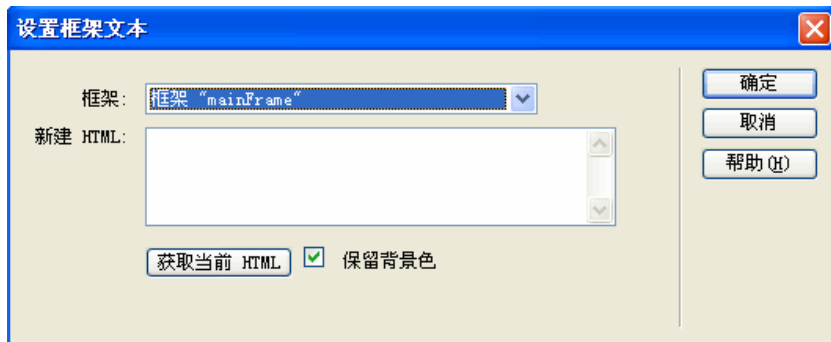 设置框架文本
框架: 框架 “mainFrame“
新建 HTML:
获取当前 HTML 保留背景色
确定
取消
帮助(H)